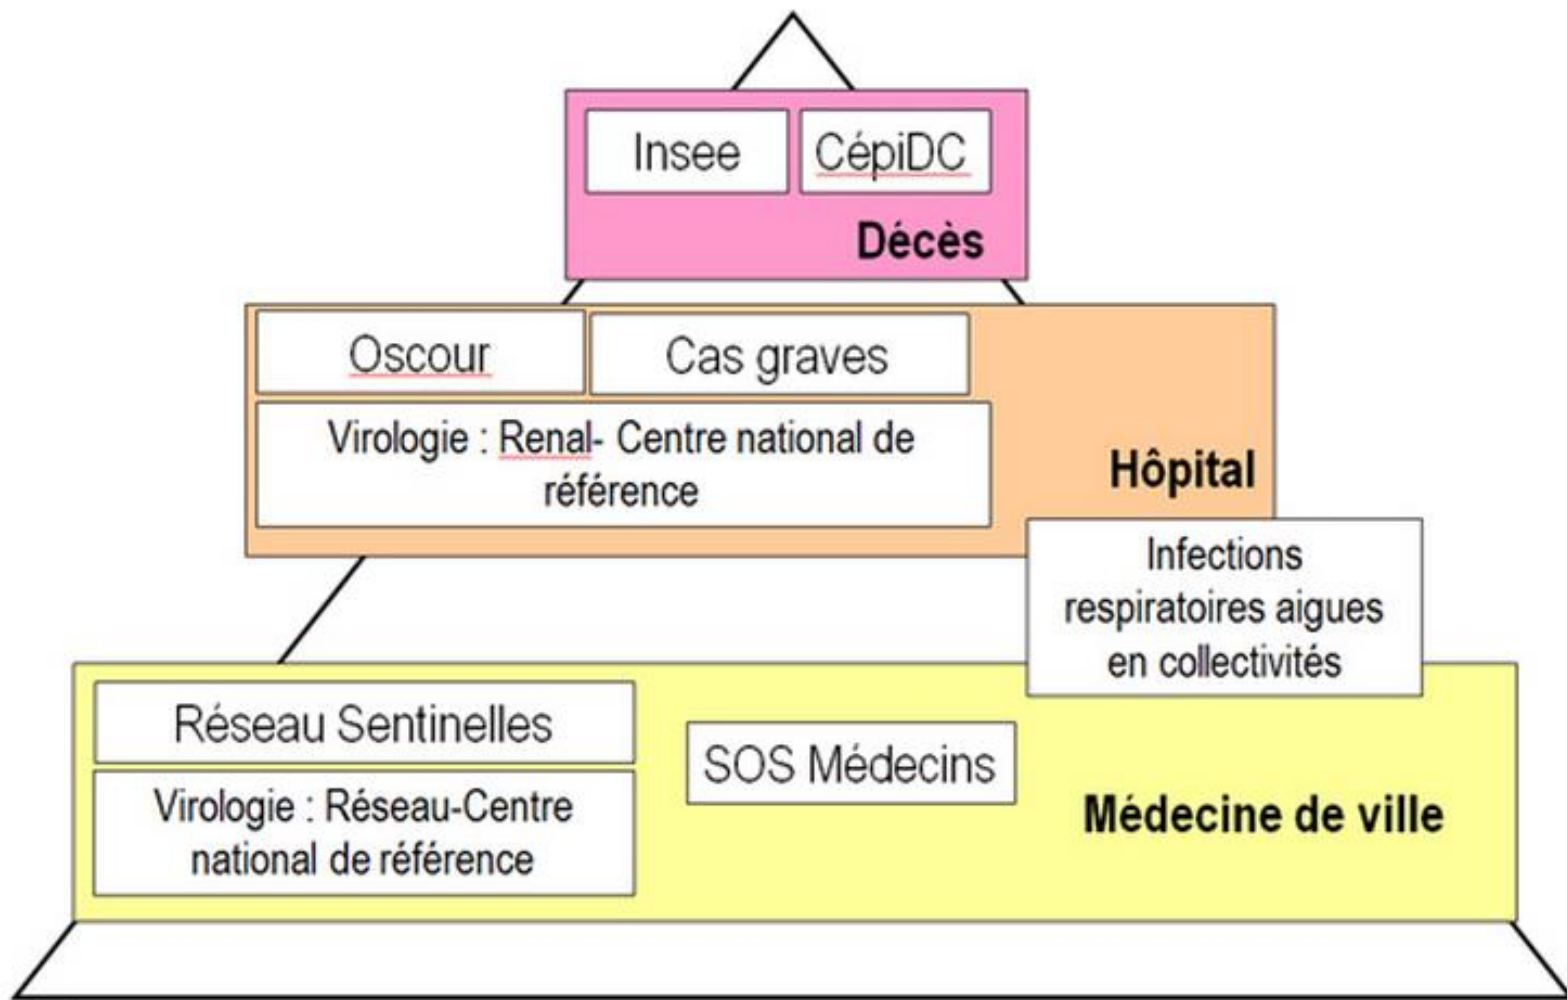 Insee
CépiDC
Décès
Oscour
Cas graves
Virologie : Renal- Centre national de
référence
Hôpital
Infections
respiratoires aigues
en collectivités
Réseau Sentinelles
SOS Médecins
Virologie : Réseau-Centre
national de référence
Médecine de ville